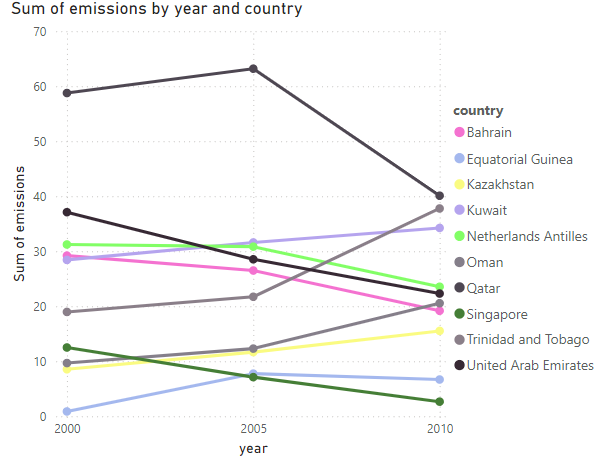 Sum of emissions by year and country
70
60
50
40
30
20
10
0
Sum of emissions
2000 2005 2010
year
country
Bahrain
Equatorial Guinea
Kazakhstan
Kuwait
Netherlands Antilles
Oman
Qatar
Singapore
Trinidad and Tobago
United Arab Emirates